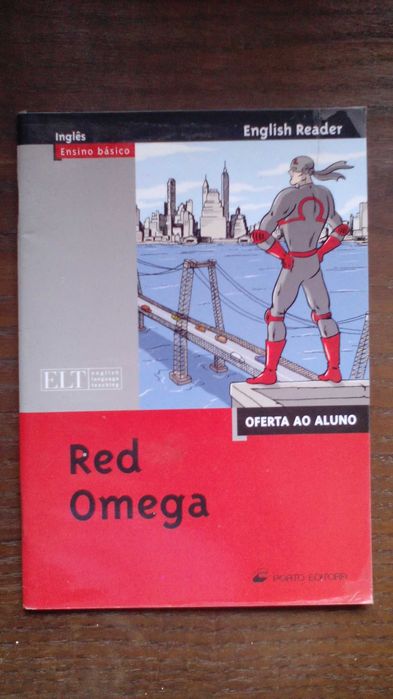 English Reader
Inglês
Ensino básico
ELT
english
language
teaching
OFERTA AO ALUNO
Red
Omega
PORTO EDITORA